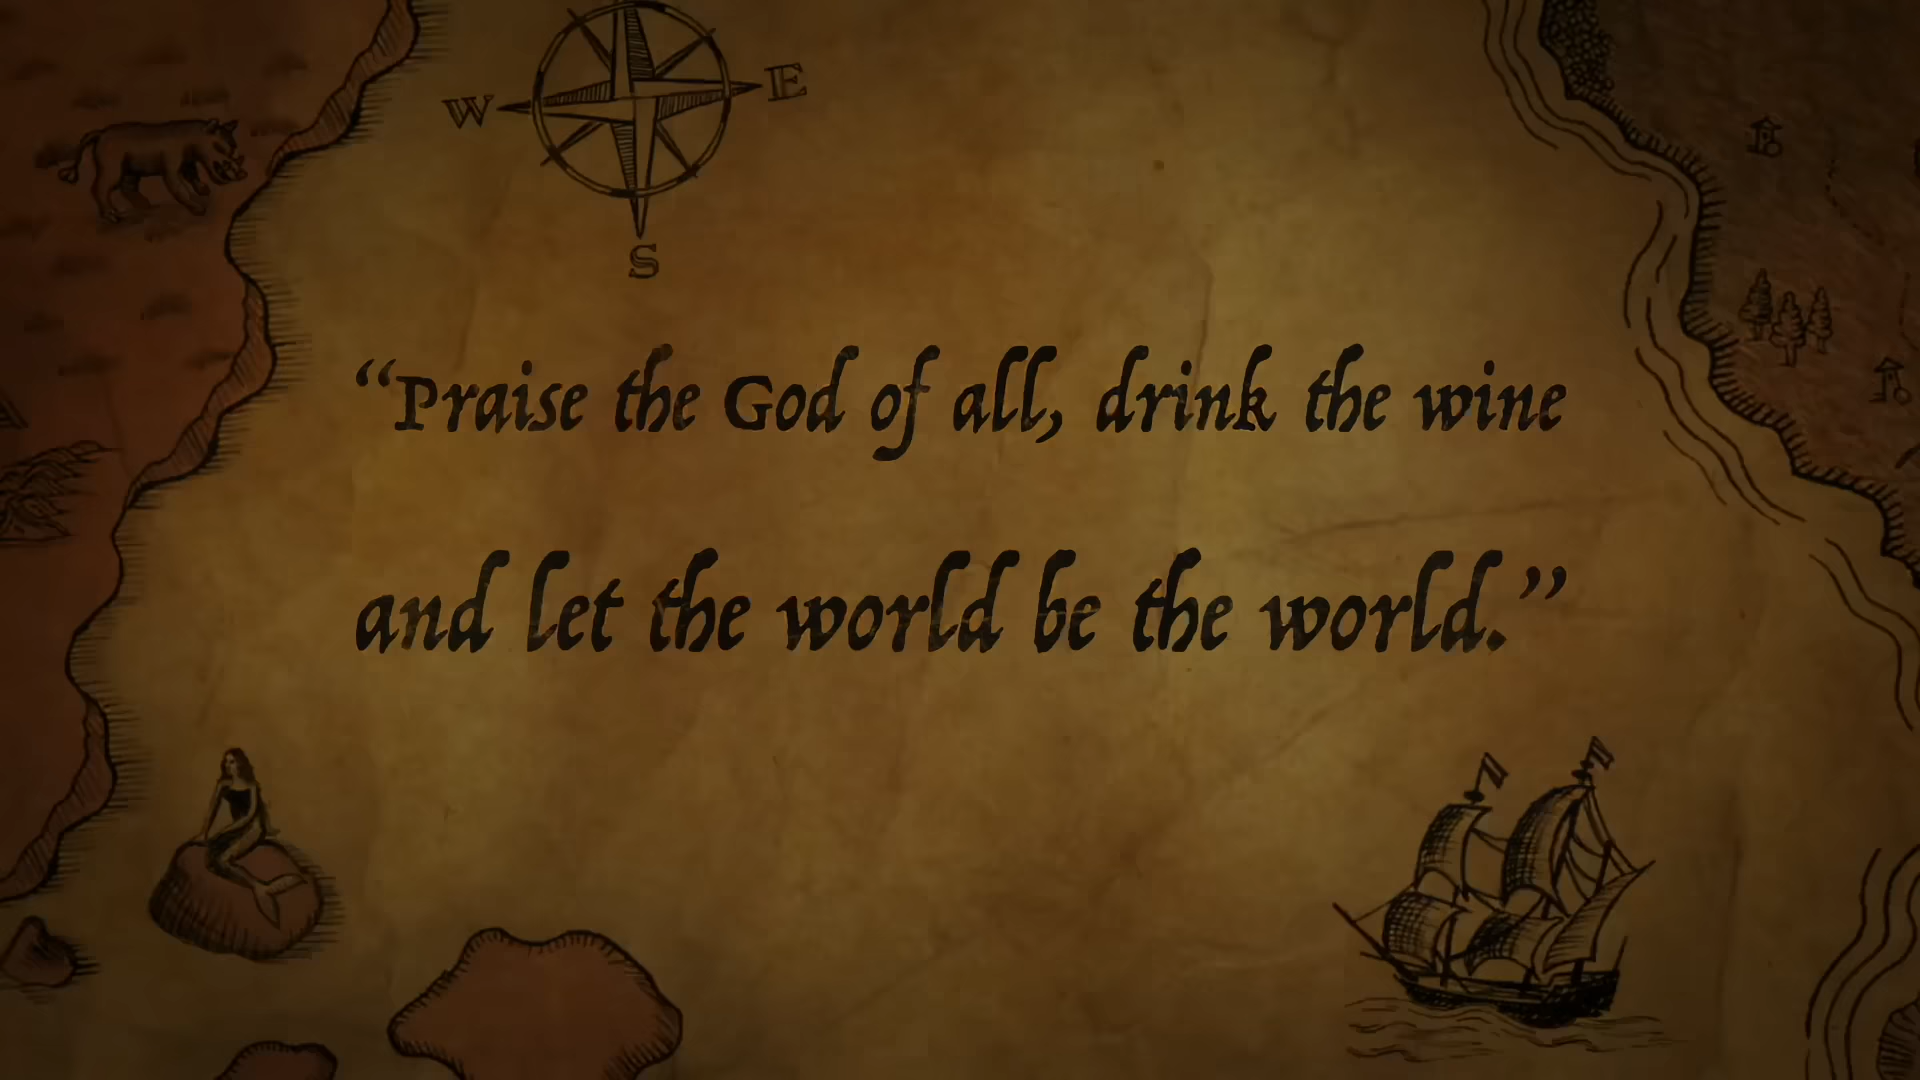 W E
S
“Praise the God of all, drink the wine
and let the world be the world.”